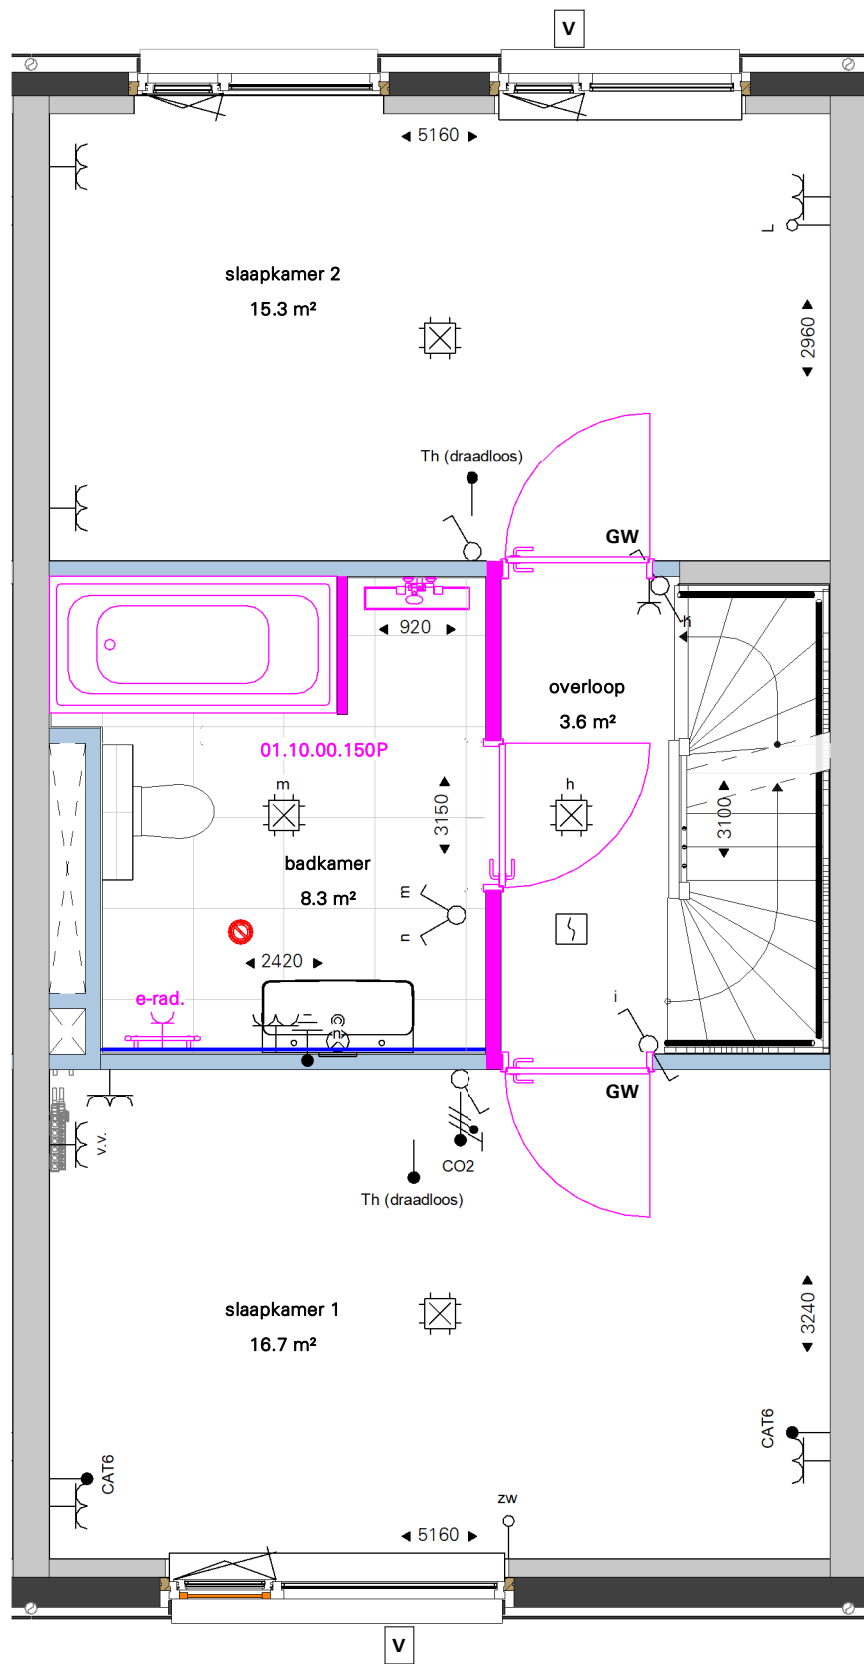 V
5160
L
slaapkamer 2
15.3 m²
2960
Th (draadloos)
GW
h
920
overloop
3.6 m²
01.10.00.150P
m
h
3150
3100
badkamer
8.3 m²
m
n
2420
e-rad.
i
n
GW
v.v.
CO2
Th (draadloos)
slaapkamer 1
16.7 m²
3240
CAT6
CAT6
zw
5160
V